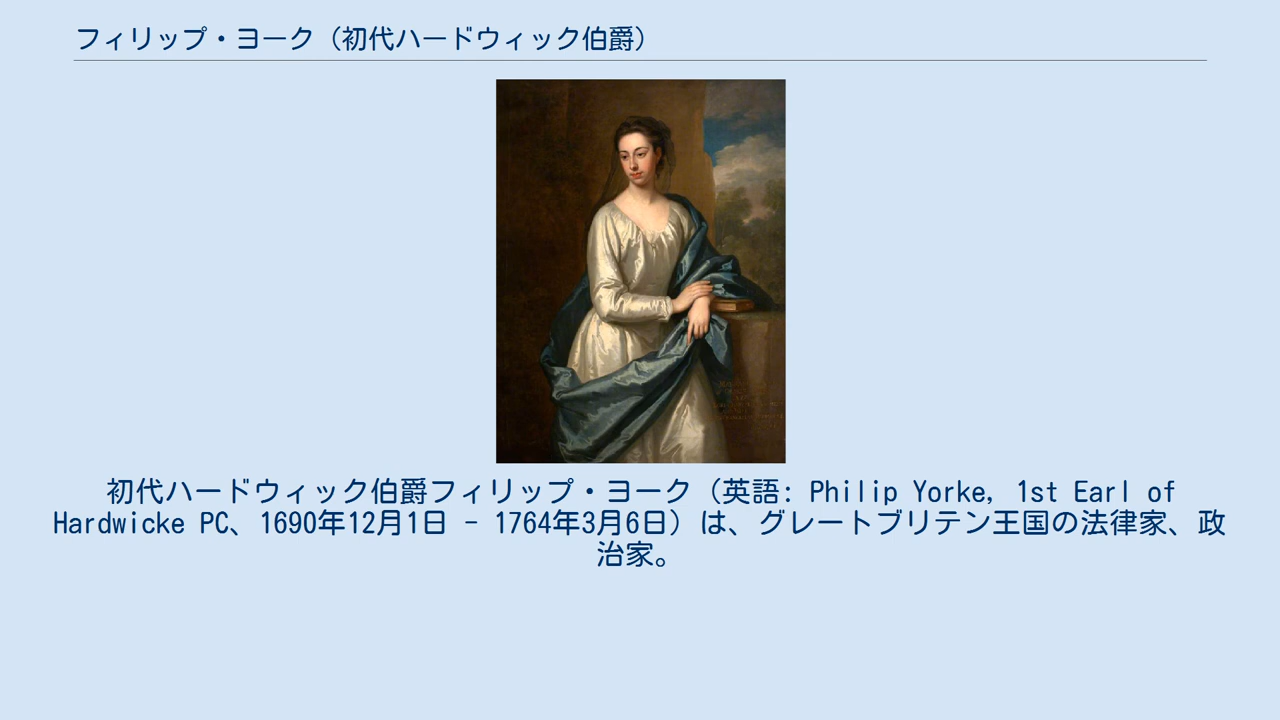 フィリップ・ヨーク（初代ハードウィック伯爵）
初代ハードウィック伯爵フィリップ・ヨーク（英語: Philip Yorke, 1st Earl of
Hardwicke PC、1690年12月1日 - 1764年3月6日）は、グレートブリテン王国の法律家、政
治家。